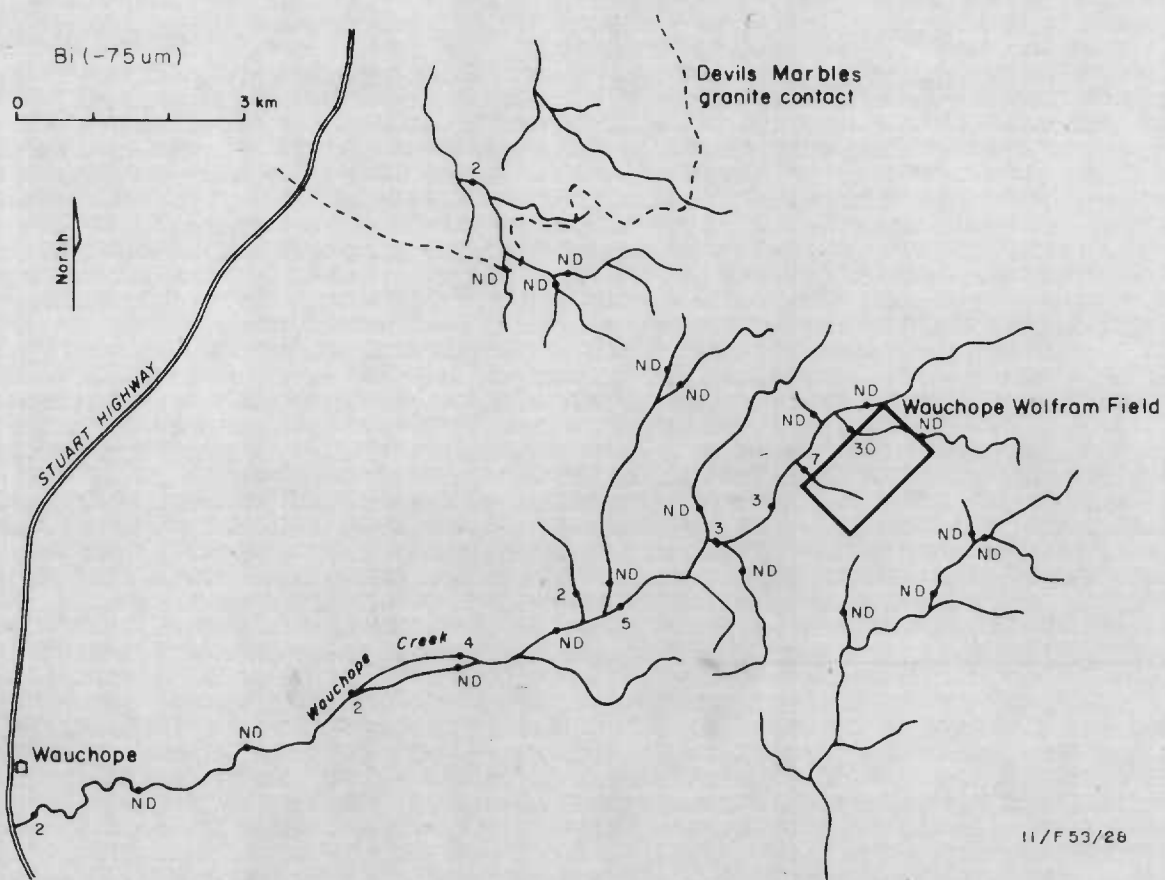 Bi (-75 um)
0 3 km
North
Devils Marbles
granite contact
2
ND
ND
ND
STUART HIGHWAY
ND
ND
ND
ND
Wauchope Wolfram Field
ND
30
7
3
ND
3
ND
ND
ND
ND
ND
ND
2
5
ND
Wauchope Creek
4
ND
2
ND
Wauchope
ND
2
11/F53/28